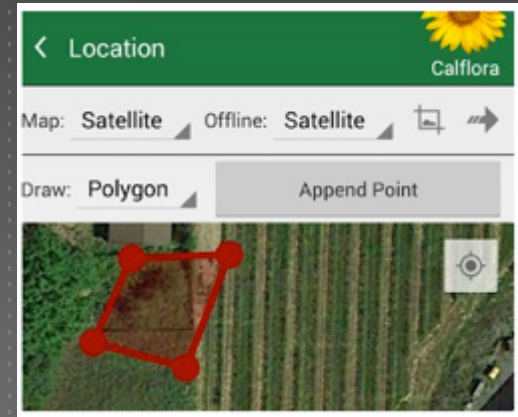 Location
Calflora
Map: Satellite Offline: Satellite
Draw: Polygon Append Point